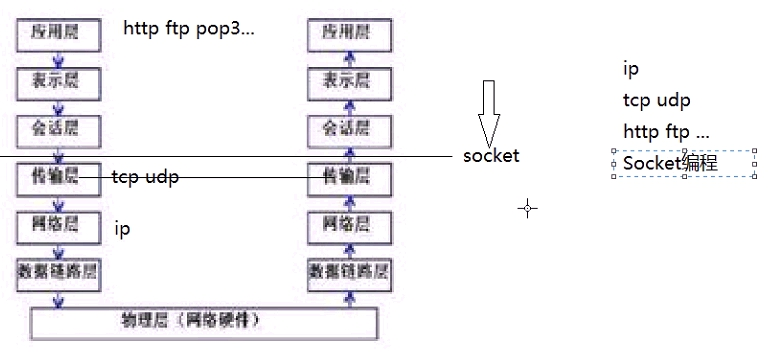 应用层 http ftp pop3... 应用层
表示层 表示层
会话层 会话层
socket
传输层 tcp udp 传输层
网络层 ip 网络层
数据链路层 数据链路层
物理层（网络硬件）
ip
tcp udp
http ftp ...
Socket编程